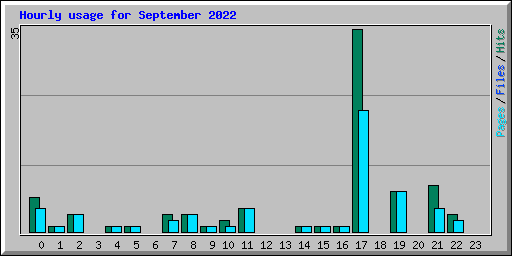 Hourly usage for September 2022
35
Pages/Files/Hits
0 1 2 3 4 5 6 7 8 9 10 11 12 13 14 15 16 17 18 19 20 21 22 23